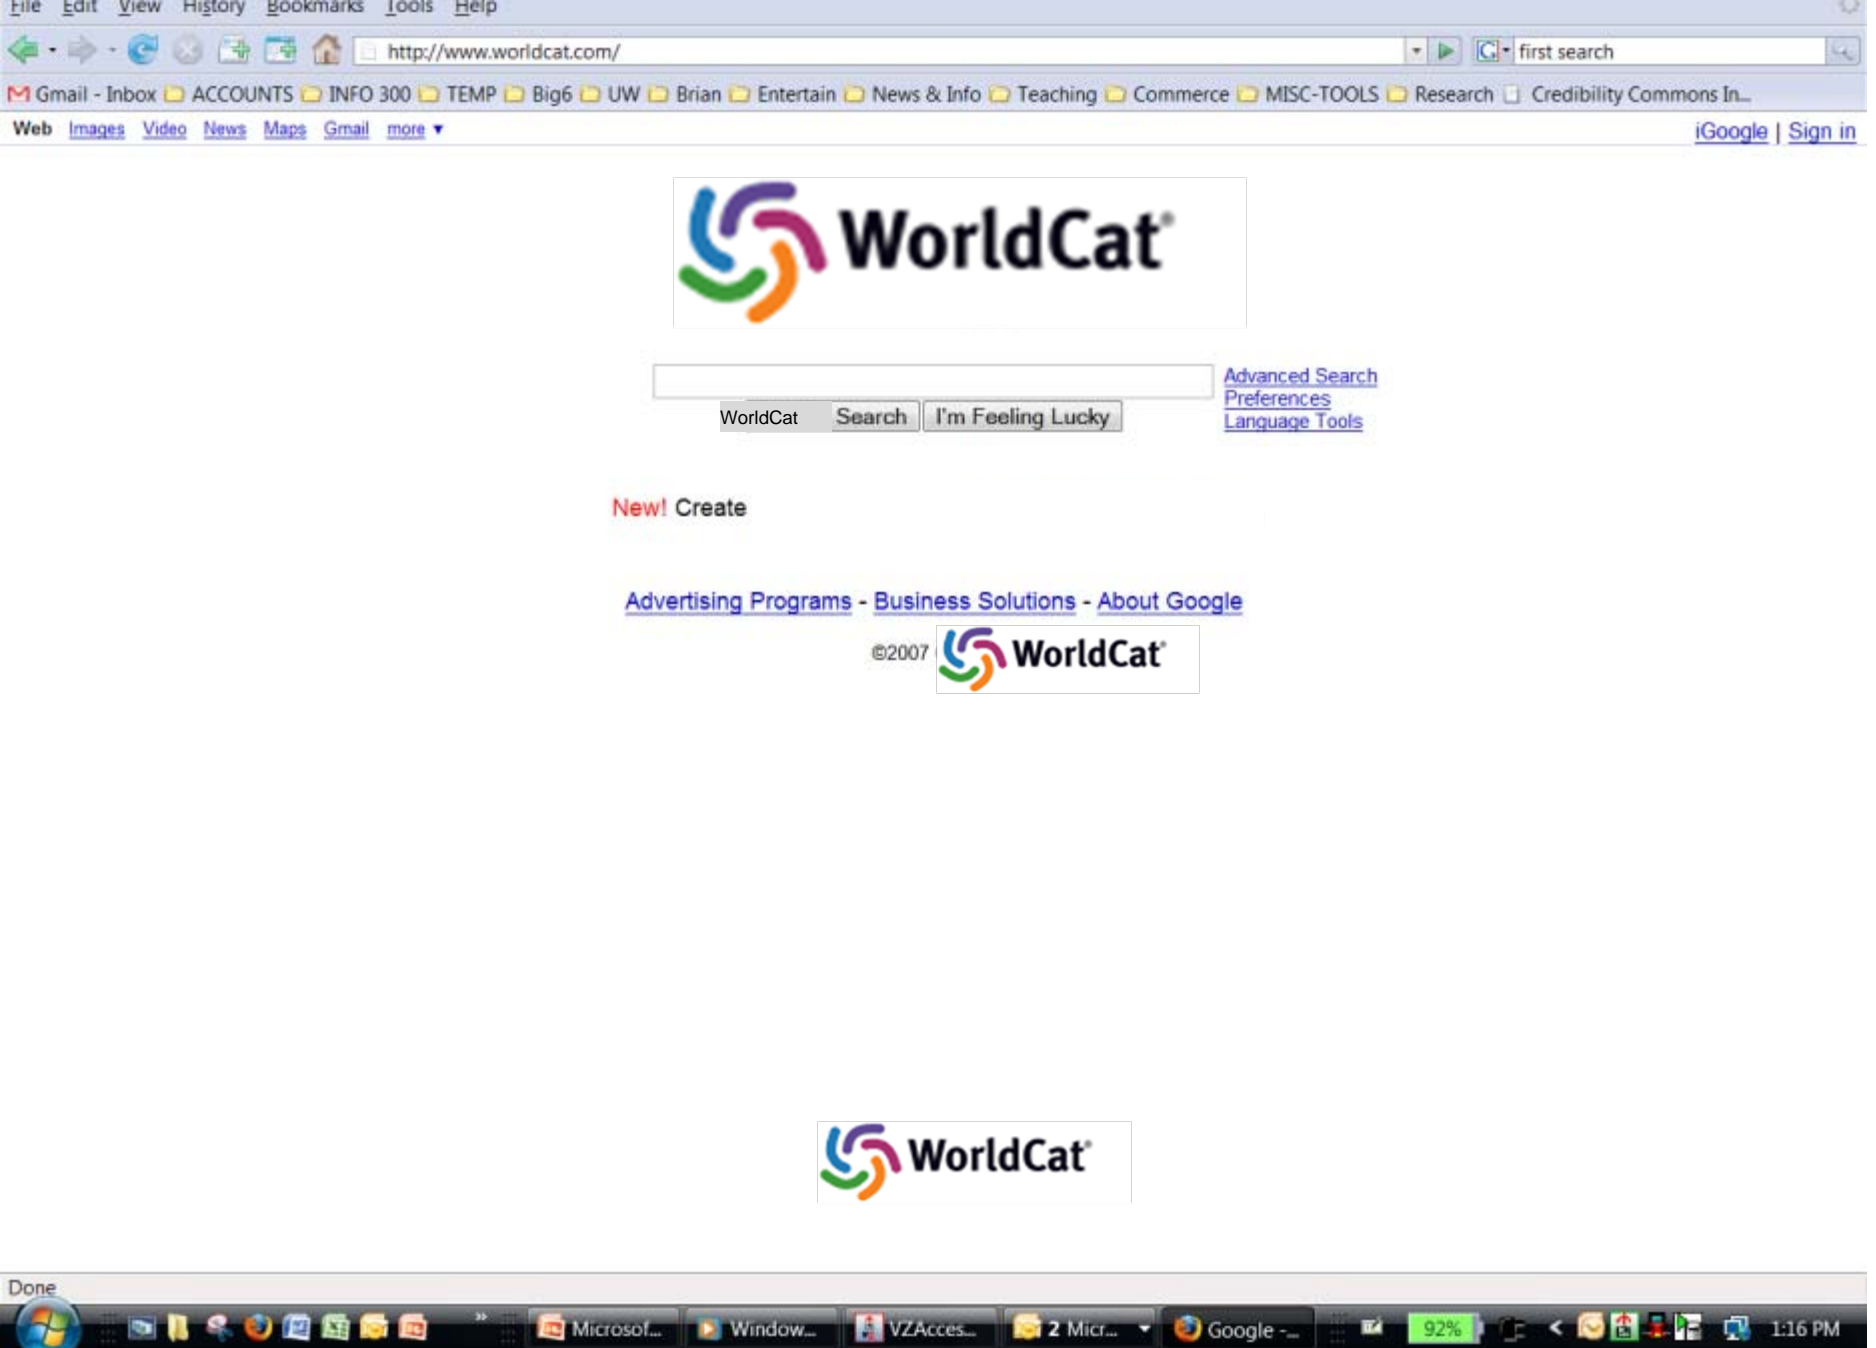 File Edit View History Bookmarks Tools Help
http://www.worldcat.com/ first search
Gmail - Inbox ACCOUNTS INFO 300 TEMP Big6 UW Brian Entertain News & Info Teaching Commerce MISC-TOOLS Research Credibility Commons In...
Web Images Video News Maps Gmail more ▼ iGoogle | Sign in
WorldCat®
Advanced Search
Preferences
Language Tools
WorldCat Search I'm Feeling Lucky
New! Create
Advertising Programs - Business Solutions - About Google
©2007 WorldCat®
WorldCat®
Done
Microsof... Window... VZAcces... 2 Micr... Google -... 92% 1:16 PM